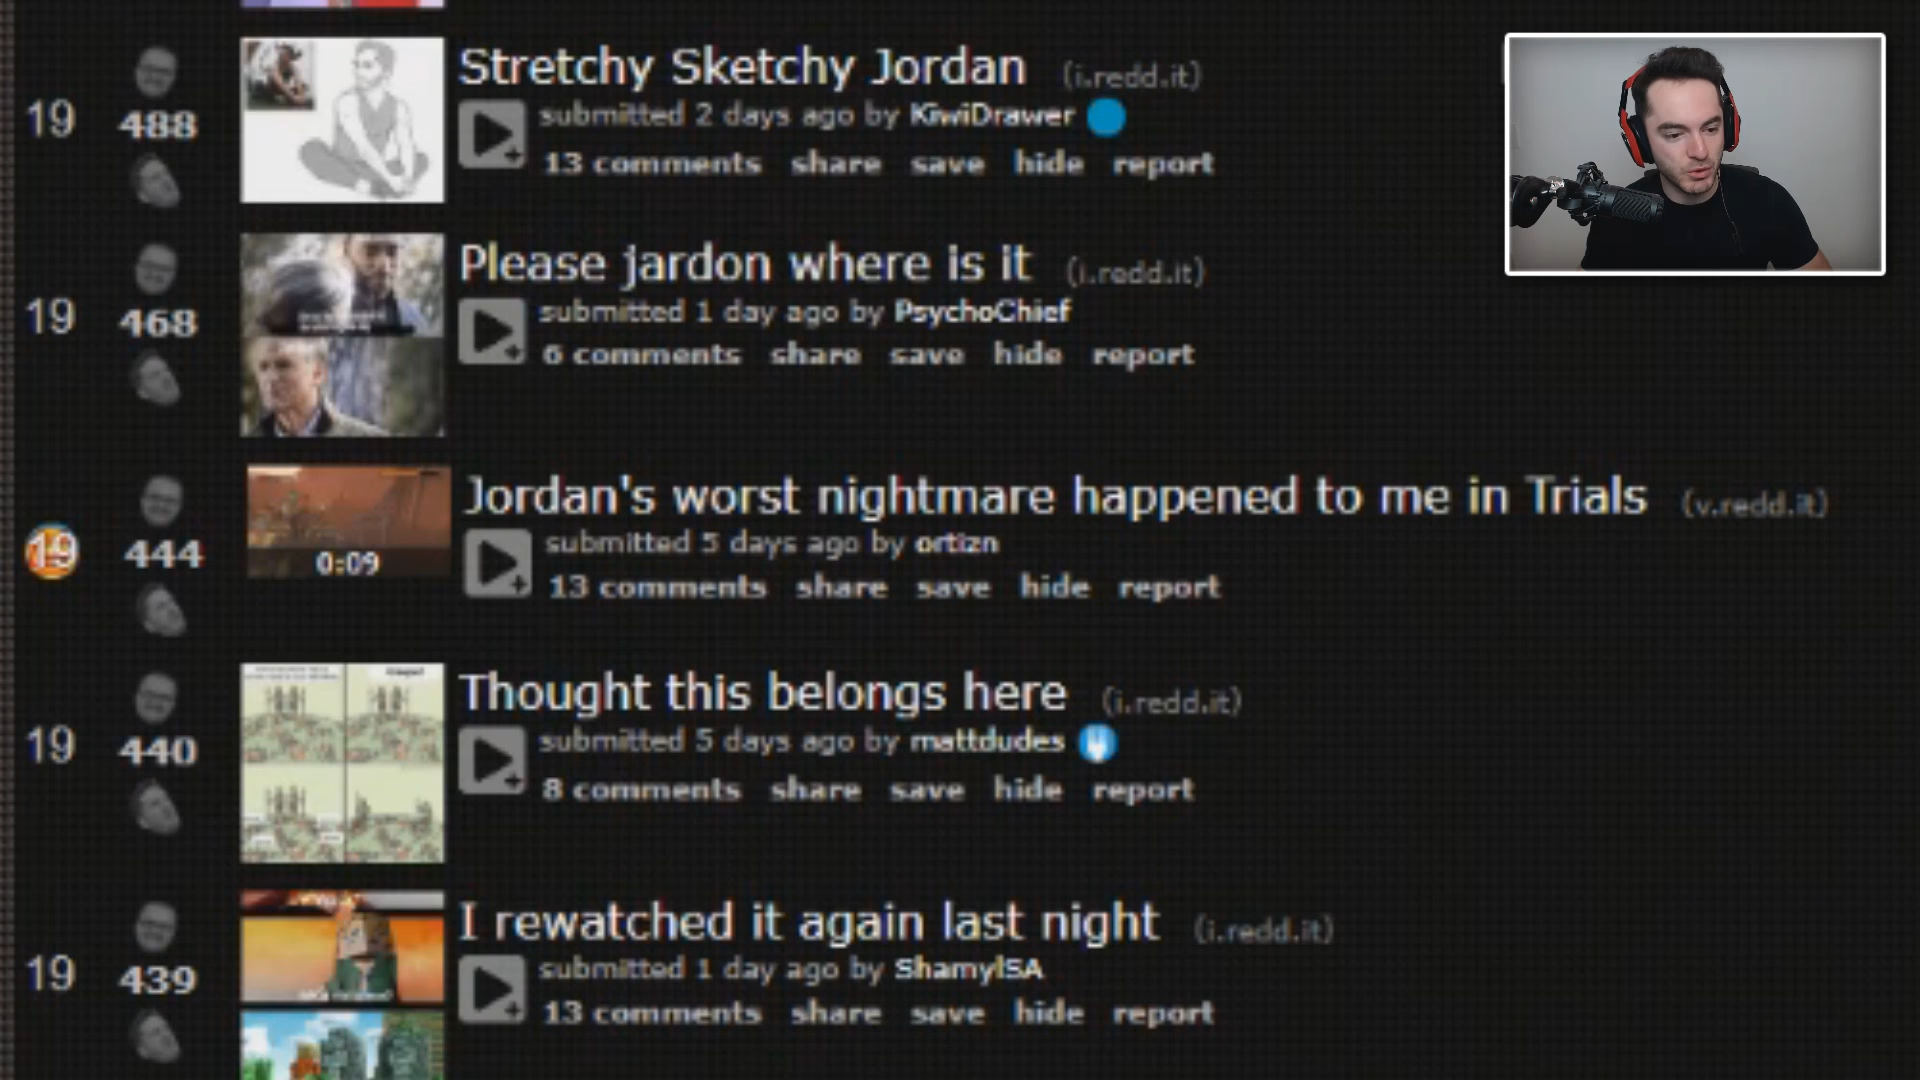 Stretchy Sketchy Jordan (i.redd.it)
19
488
submitted 2 days ago by KiwiDrawer
13 comments share save hide report
Please jardon where is it (i.redd.it)
19
468
submitted 1 day ago by PsychoChief
6 comments share save hide report
Jordan's worst nightmare happened to me in Trials (v.redd.it)
19
444
0:09
submitted 5 days ago by ortizn
13 comments share save hide report
Thought this belongs here (i.redd.it)
19
440
submitted 5 days ago by mattdudes
8 comments share save hide report
I rewatched it again last night (i.redd.it)
19
439
submitted 1 day ago by ShamylSA
13 comments share save hide report